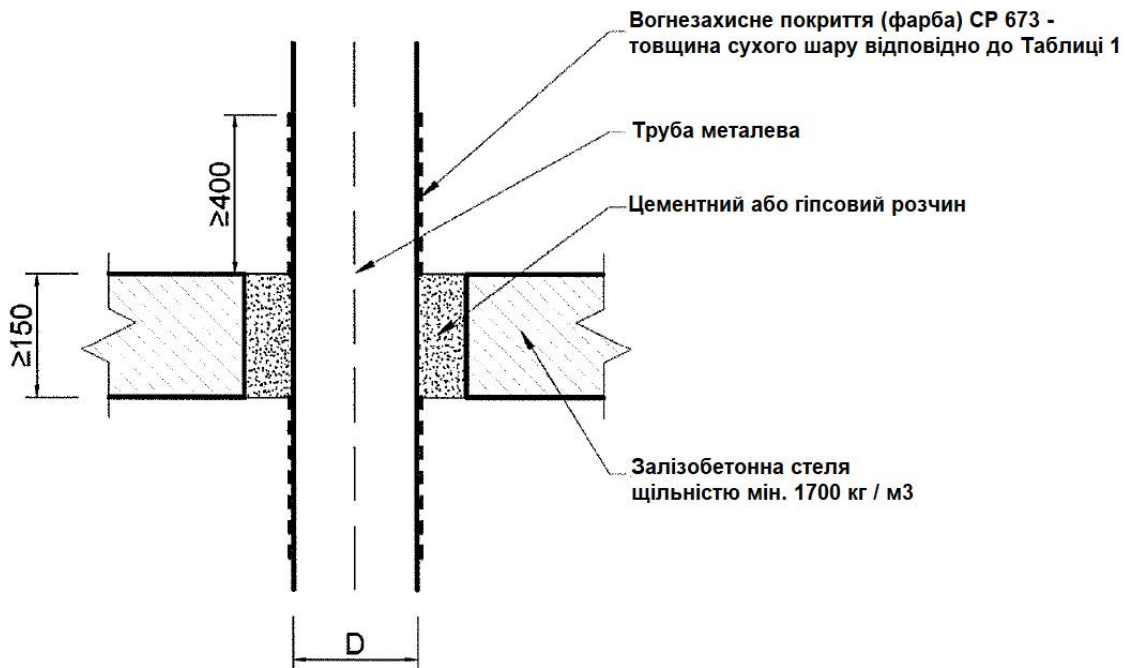 Вогнезахисне покриття (фарба) СР 673 -
товщина сухого шару відповідно до Таблиці 1
Труба металева
≥400
Цементний або гіпсовий розчин
≥150
Залізобетонна стеля
щільністю мін. 1700 кг / м3
D